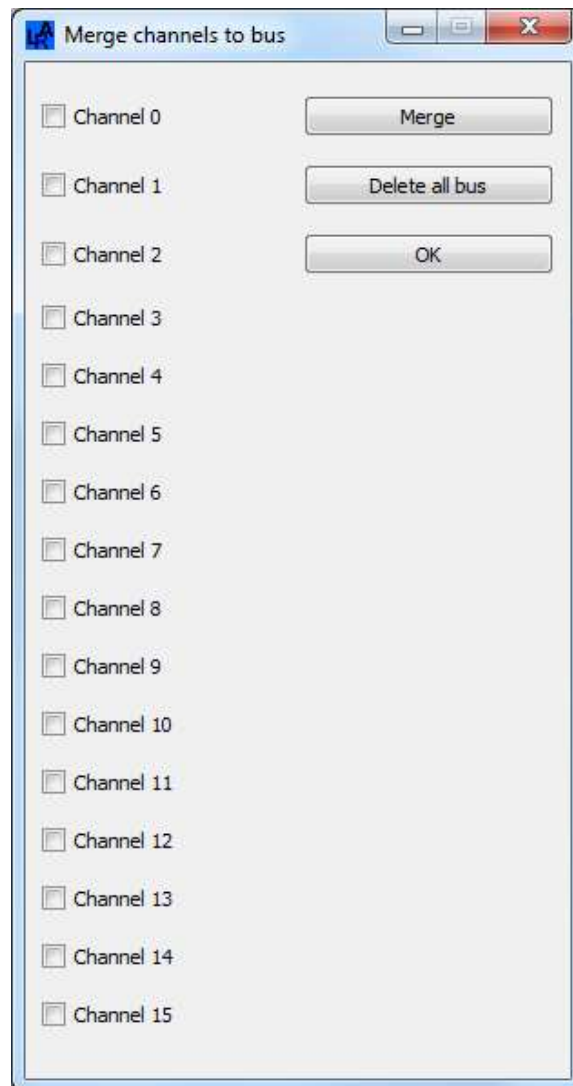 Merge channels to bus
Channel 0 Merge
Channel 1 Delete all bus
Channel 2 OK
Channel 3
Channel 4
Channel 5
Channel 6
Channel 7
Channel 8
Channel 9
Channel 10
Channel 11
Channel 12
Channel 13
Channel 14
Channel 15